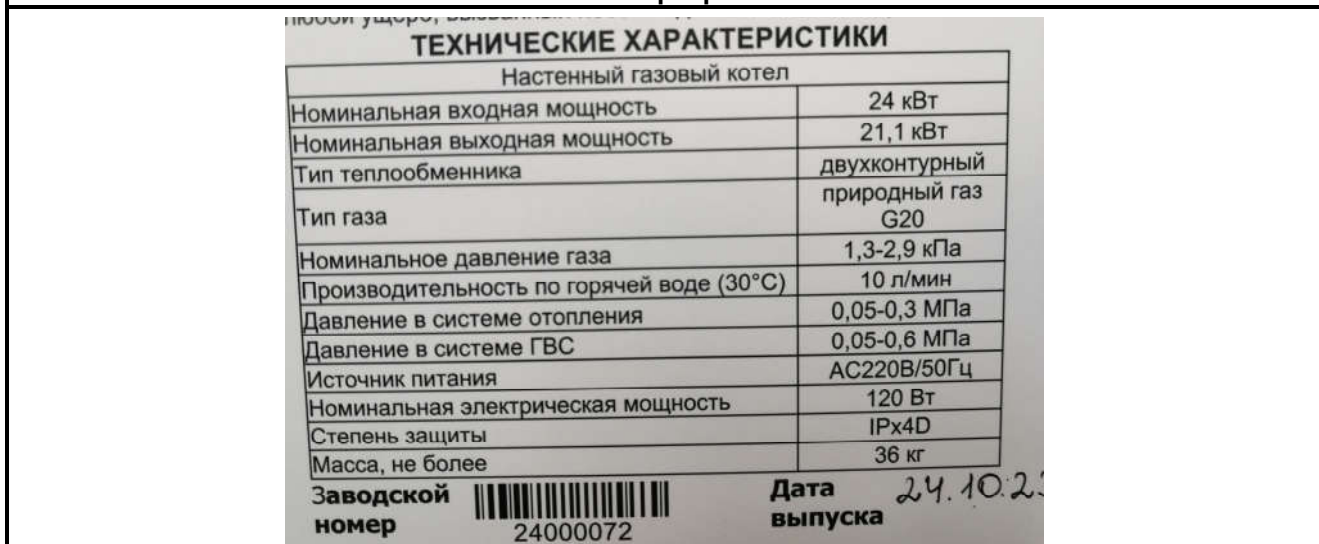 ТЕХНИЧЕСКИЕ ХАРАКТЕРИСТИКИ
Настенный газовый котел
Номинальная входная мощность 24 кВт
Номинальная выходная мощность 21,1 кВт
Тип теплообменника двухконтурный
Тип газа природный газ G20
Номинальное давление газа 1,3-2,9 кПа
Производительность по горячей воде (30°C) 10 л/мин
Давление в системе отопления 0,05-0,3 МПа
Давление в системе ГВС 0,05-0,6 МПа
Источник питания AC220В/50Гц
Номинальная электрическая мощность 120 Вт
Степень защиты IPx4D
Масса, не более 36 кг
Заводской номер 24000072
Дата выпуска 24.10.2